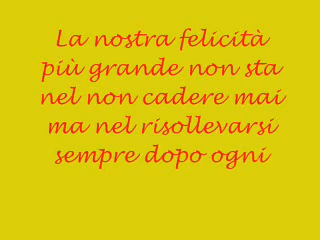 La nostra felicità
più grande non sta
nel non cadere mai
ma nel risollevarsi
sempre dopo ogni